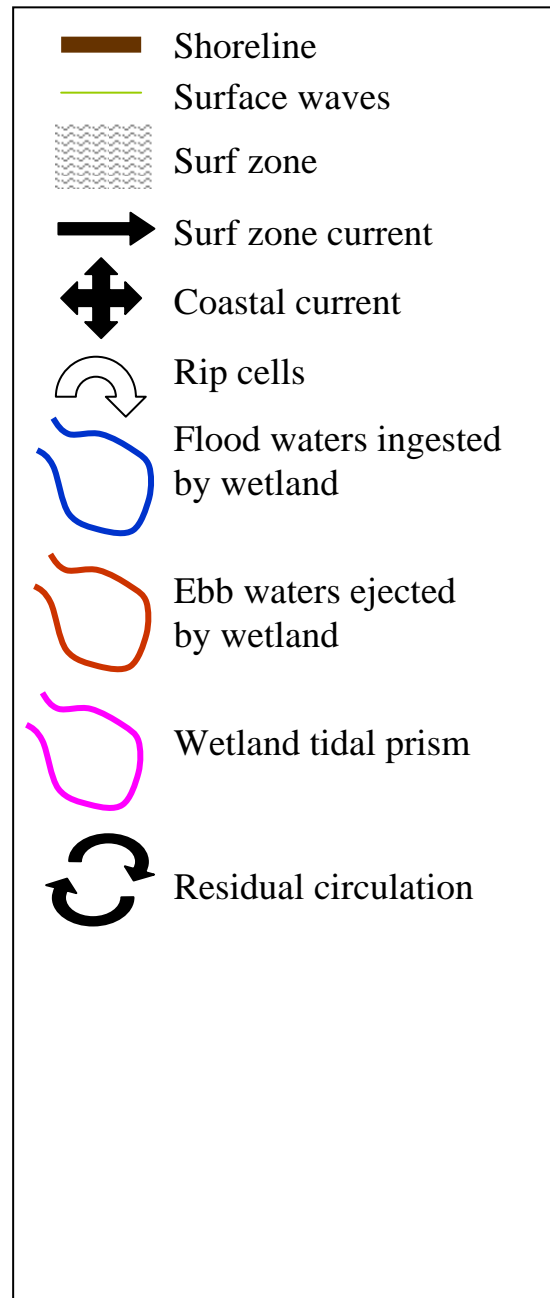 Shoreline
Surface waves
Surf zone
Surf zone current
Coastal current
Rip cells
Flood waters ingested
by wetland
Ebb waters ejected
by wetland
Wetland tidal prism
Residual circulation